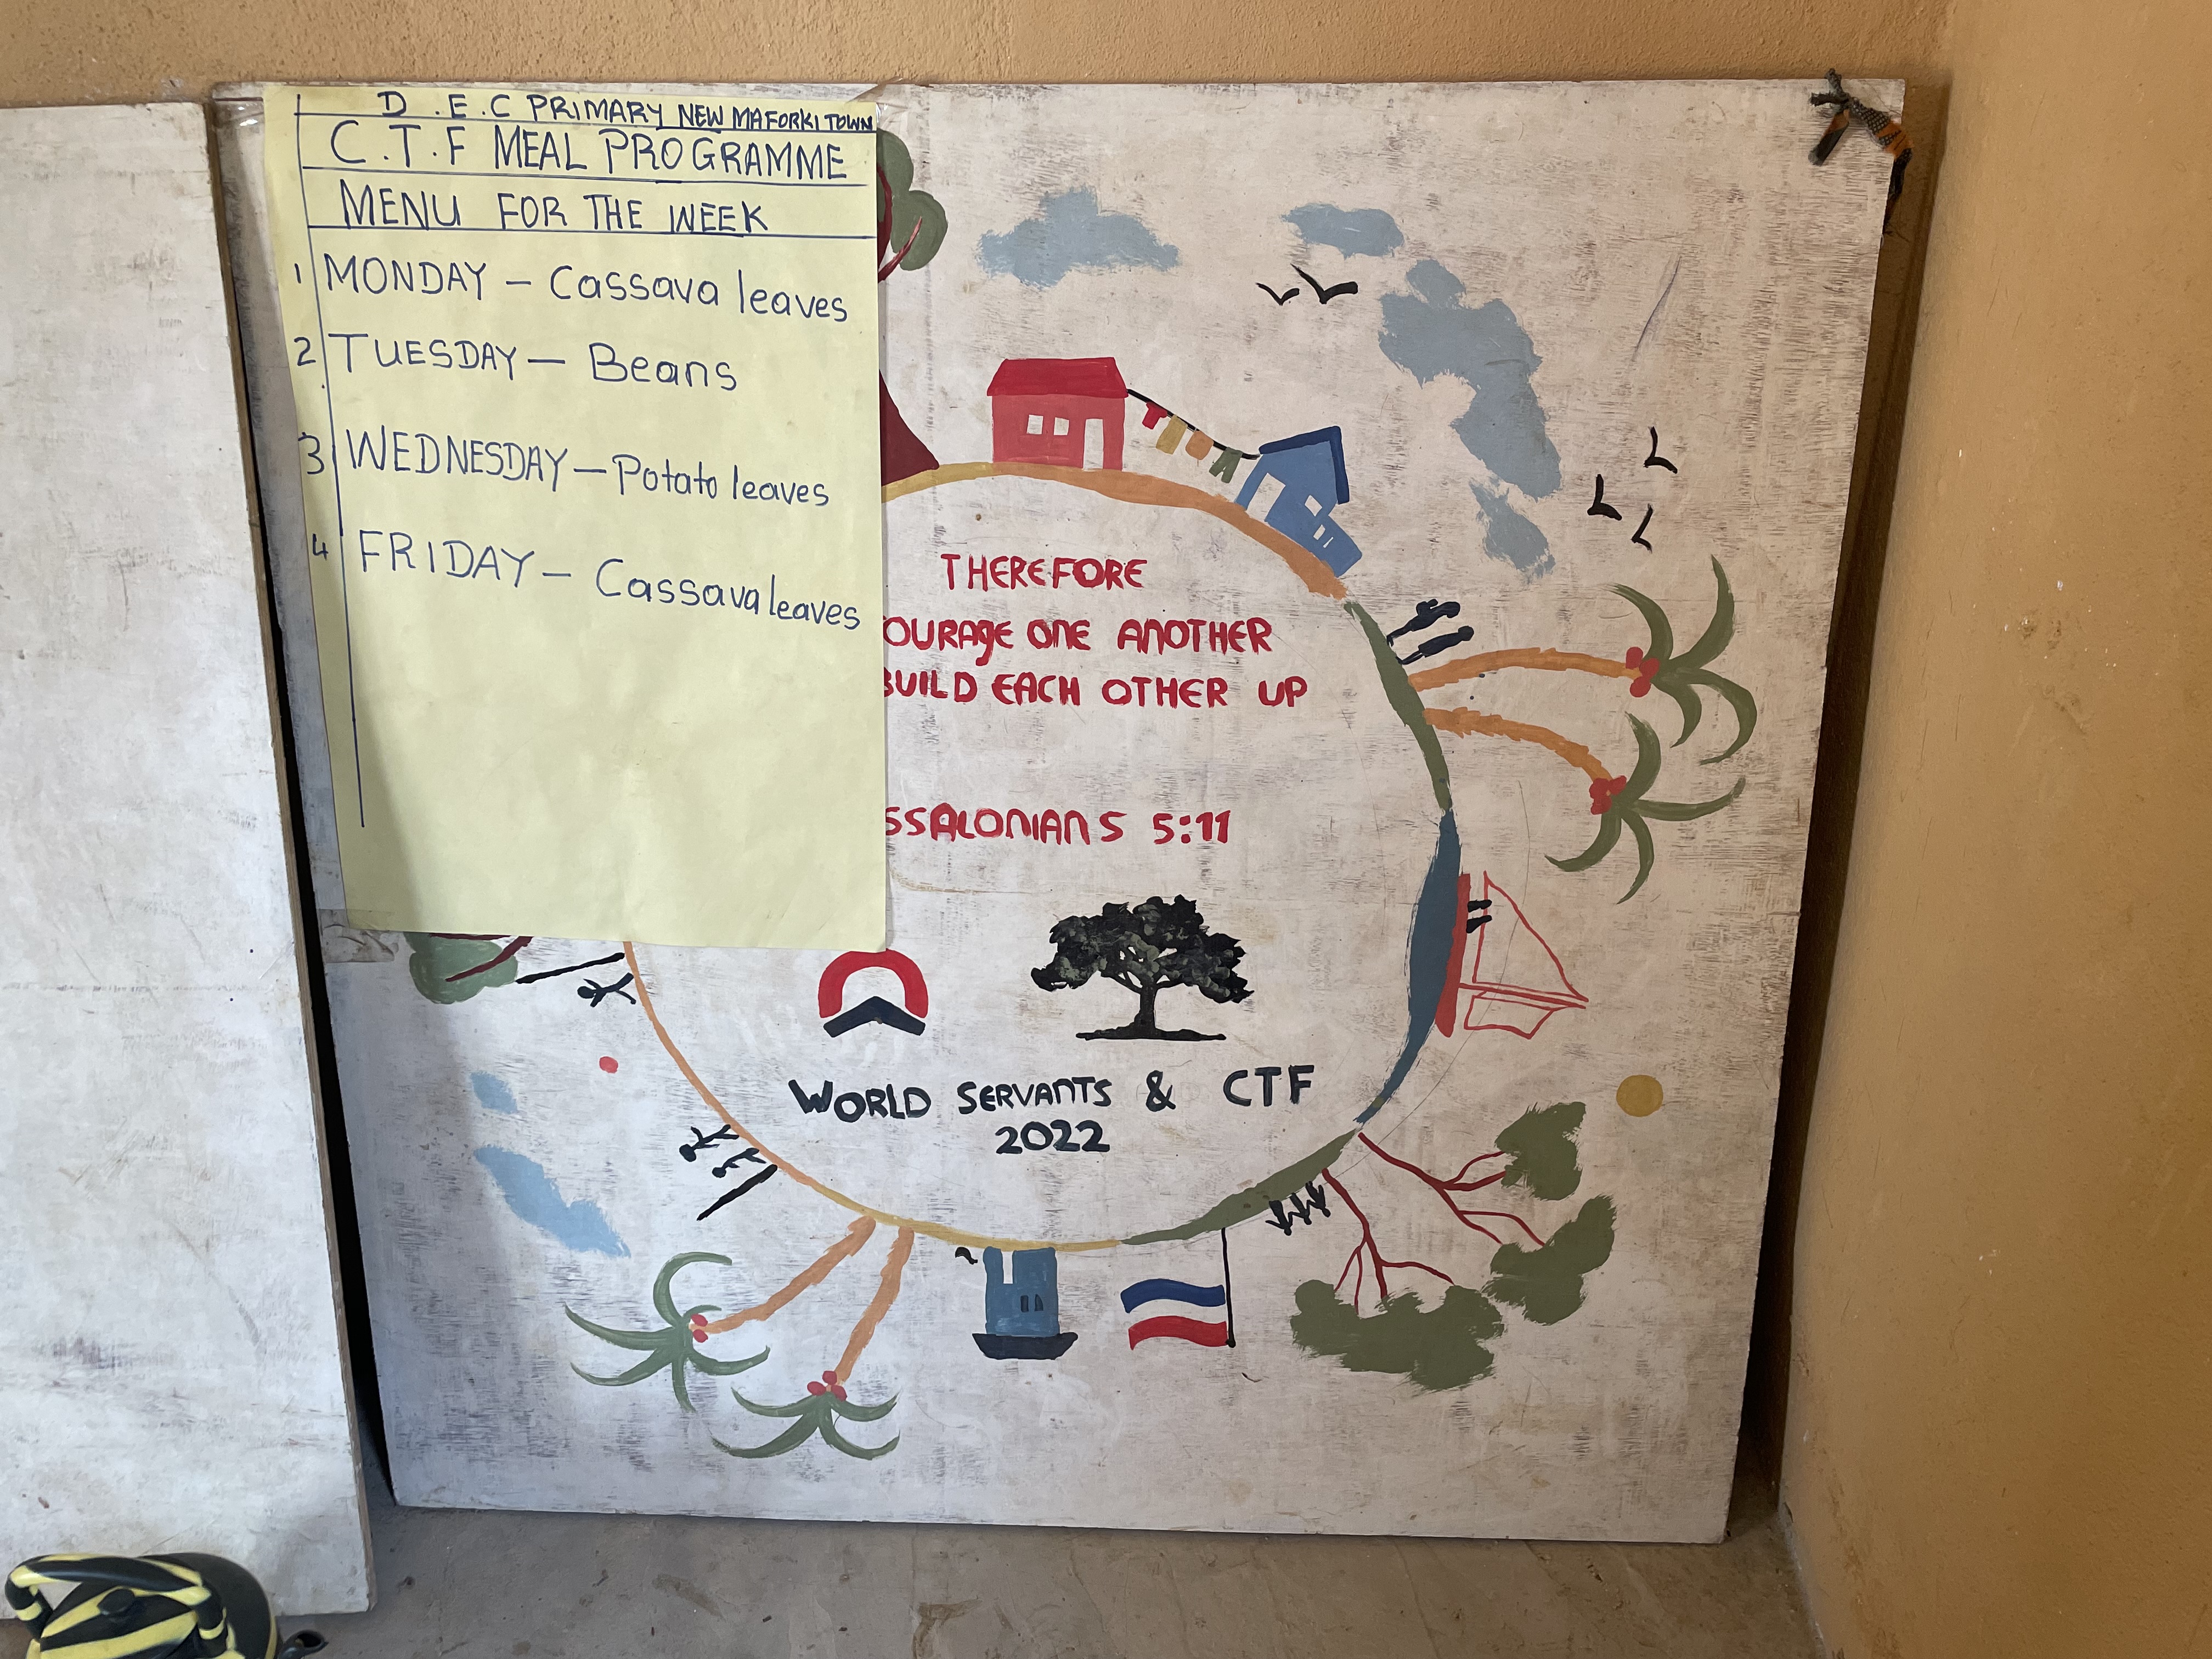 D.E.C PRIMARY NEW MAFORKI TOWN
C.T.F MEAL PROGRAMME
MENU FOR THE WEEK
1 MONDAY - Cassava leaves
2 TUESDAY - Beans
3 WEDNESDAY - Potato leaves
4 FRIDAY - Cassava leaves
THEREFORE
OURAGE ONE ANOTHER
BUILD EACH OTHER UP
SSALONIANS 5:11
WORLD SERVANTS & CTF
2022